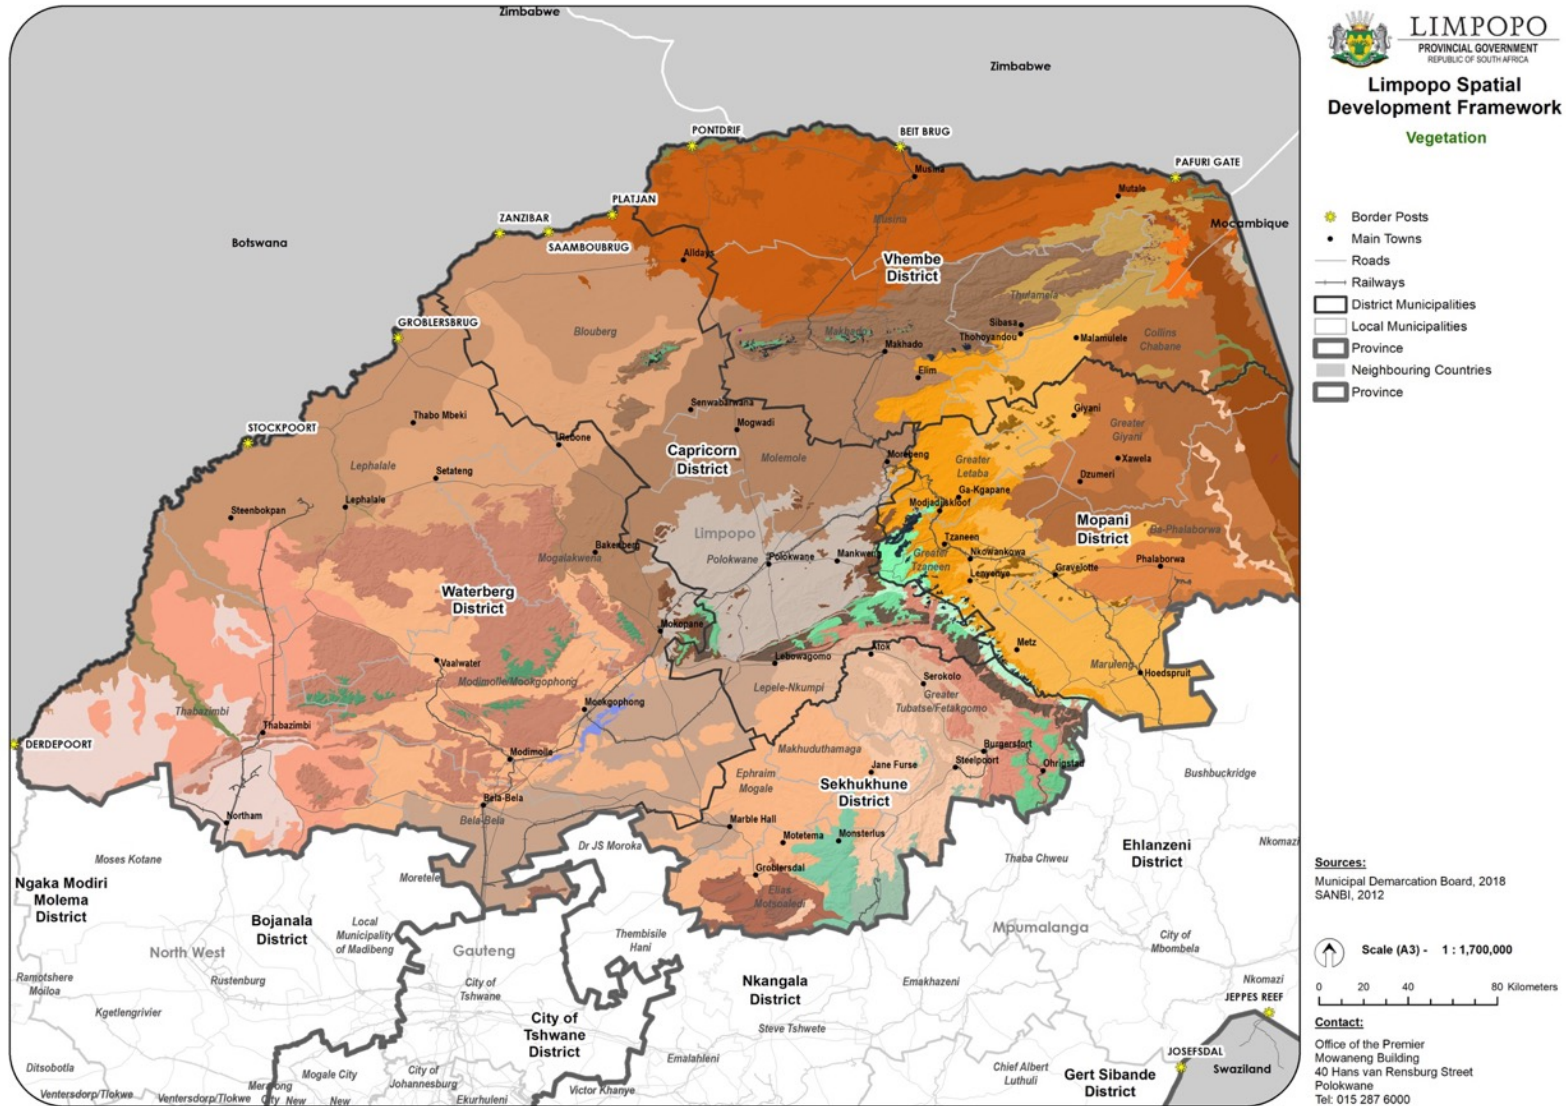 Zimbabwe
Zimbabwe
PONTDRIF
BEIT BRUG
Musina
PAFURI GATE
PLATJAN
Mutale
ZANZIBAR
Musina
Mocambique
Botswana
SAAMBOUBRUG
Alldays
Vhembe
District
Thulamela
GROBLERSBRUG
Blouberg
Makhado
Sibasa
Thohoyandou
Malamulele
Collins
Chabane
Makhado
Elim
Senwabarwana
Thabo Mbeki
Mogwadi
Giyani
STOCKPOORT
Rebone
Capricorn
District
Molemole
Morebeng
Greater
Giyani
Lephalale
Setateng
Greater
Letaba
Xawela
Dzumeri
Lephalale
Ga-Kgapane
Modjadjiskloof
Steenbokpan
Limpopo
Mopani
District
Ba-Phalaborwa
Bakenberg
Mogalakwena
Polokwane
Polokwane
Mankweng
Tzaneen
Greater
Tzaneen
Nkowankowa
Lenyenye
Gravelotte
Phalaborwa
Waterberg
District
Mokopane
Metz
Vaalwater
Lebowagomo
Atok
Maruleng
Hoedspruit
Modimolle/Mookgophong
Lepele-Nkumpi
Serokolo
Greater
Tubatse/Fetakgomo
Thabazimbi
Mookgophong
Thabazimbi
DERDEPOORT
Modimolle
Makhuduthamaga
Burgersfort
Steelpoort
Ohrigstad
Jane Furse
Ephraim
Mogale
Sekhukhune
District
Bushbuckridge
Bela-Bela
Bela-Bela
Northam
Marble Hall
Motetema
Monsterlus
Groblersdal
Elias
Motsoaledi
Dr JS Moroka
Moses Kotane
Moretele
Thaba Chweu
Ehlanzeni
District
Nkomazi
Ngaka Modiri
Molema
District
Bojanala
District
Local
Municipality
of Madibeng
North West
Gauteng
Thembisile
Hani
Mpumalanga
City of
Mbombela
Ramotshere
Moiloa
Rustenburg
City of
Tshwane
Nkangala
District
Emakhazeni
Nkomazi
JEPPES REEF
Kgetlengrivier
City of
Tshwane
District
Steve Tshwete
Ditsobotla
Mogale City
City of
Johannesburg
Emalahleni
Chief Albert
Luthuli
Gert Sibande
District
JOSEFSDAL
Swaziland
Ventersdorp/Tlokwe
Ventersdorp/Tlokwe
Merafong
City
New
New
Ekurhuleni
Victor Khanye
LIMPOPO
PROVINCIAL GOVERNMENT
REPUBLIC OF SOUTH AFRICA
Limpopo Spatial
Development Framework
Vegetation
Border Posts
Main Towns
Roads
Railways
District Municipalities
Local Municipalities
Province
Neighbouring Countries
Province
Sources:
Municipal Demarcation Board, 2018
SANBI, 2012
Scale (A3) - 1 : 1,700,000
0 20 40 80 Kilometers
Contact:
Office of the Premier
Mowaneng Building
40 Hans van Rensburg Street
Polokwane
Tel: 015 287 6000